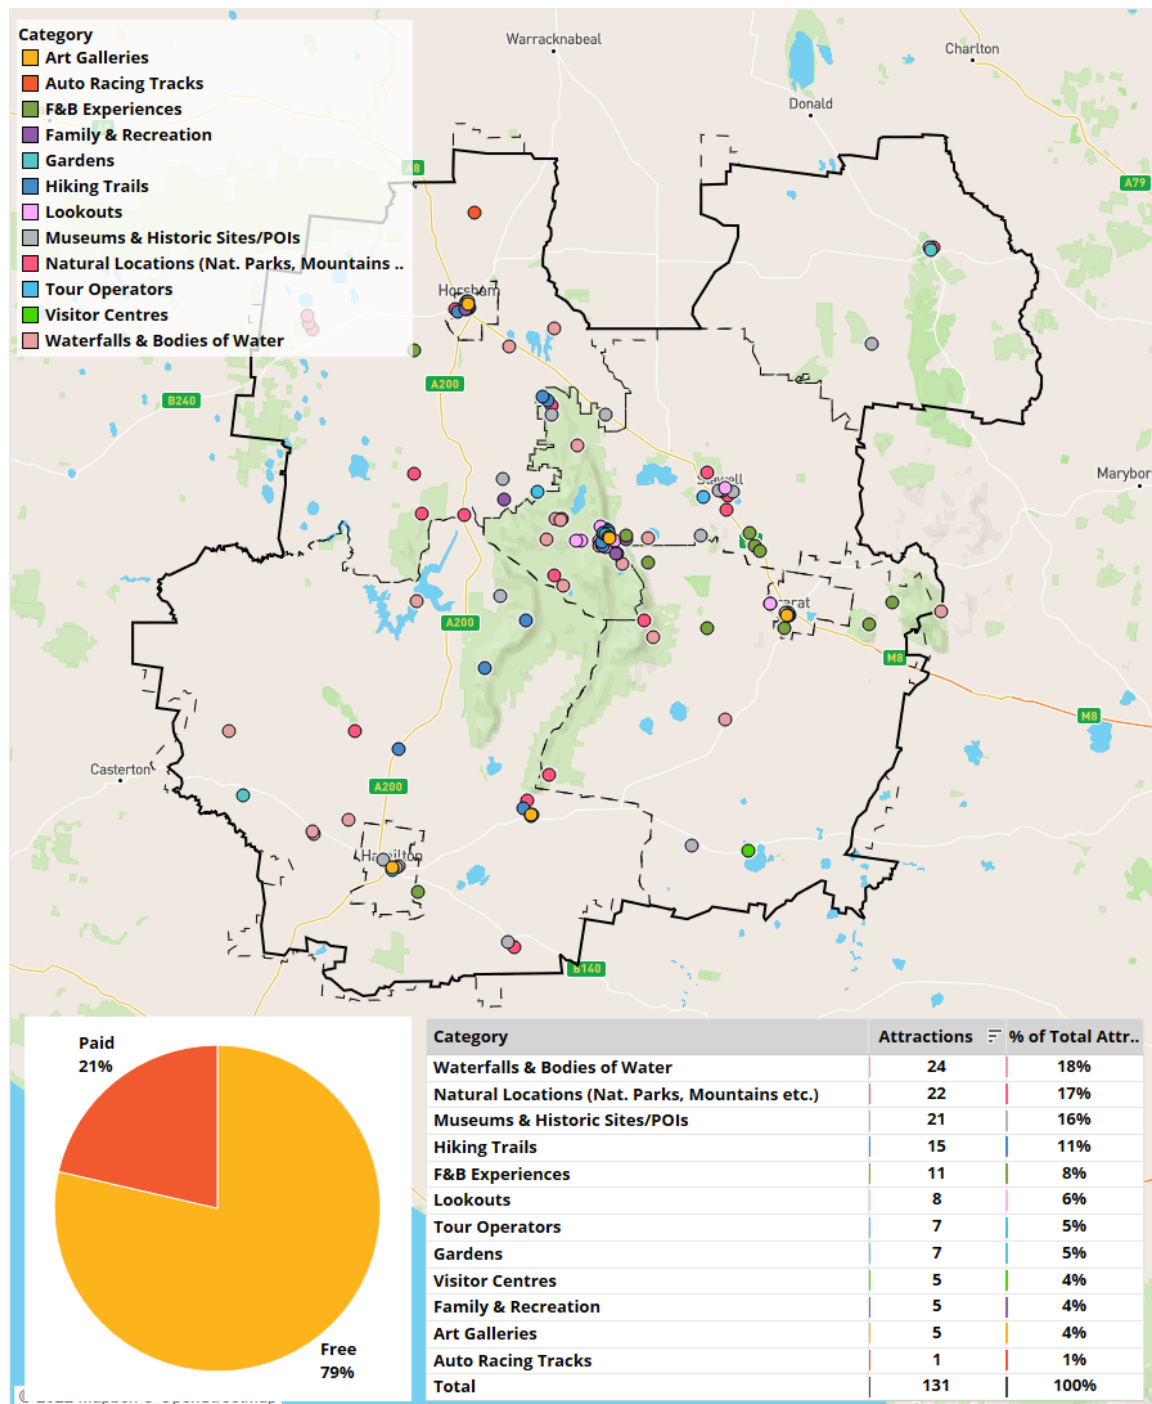 Category
Art Galleries
Auto Racing Tracks
F&B Experiences
Family & Recreation
Gardens
Hiking Trails
Lookouts
Museums & Historic Sites/POIs
Natural Locations (Nat. Parks, Mountains ..
Tour Operators
Visitor Centres
Waterfalls & Bodies of Water
Warracknabeal
Charlton
Donald
A8
A79
Horsham
A200
B240
Marybor
A200
M8
M8
Casterton
A200
Hamilton
B140
Paid
21%
Free
79%
Category Attractions % of Total Attr..
Waterfalls & Bodies of Water 24 18%
Natural Locations (Nat. Parks, Mountains etc.) 22 17%
Museums & Historic Sites/POIs 21 16%
Hiking Trails 15 11%
F&B Experiences 11 8%
Lookouts 8 6%
Tour Operators 7 5%
Gardens 7 5%
Visitor Centres 5 4%
Family & Recreation 5 4%
Art Galleries 5 4%
Auto Racing Tracks 1 1%
Total 131 100%